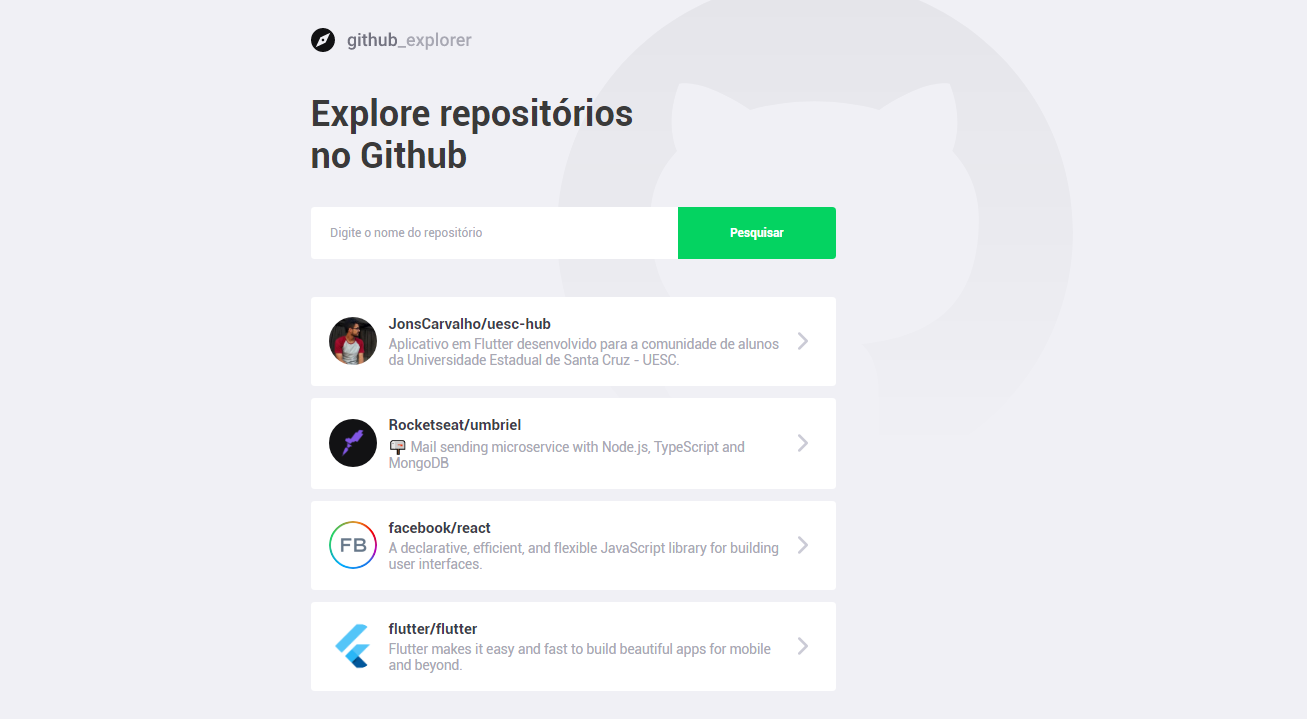 github_explorer
Explore repositórios
no Github
Digite o nome do repositório
Pesquisar
JonsCarvalho/uesc-hub
Aplicativo em Flutter desenvolvido para a comunidade de alunos
da Universidade Estadual de Santa Cruz - UESC.
Rocketseat/umbriel
📪 Mail sending microservice with Node.js, TypeScript and
MongoDB
FB
facebook/react
A declarative, efficient, and flexible JavaScript library for building
user interfaces.
flutter/flutter
Flutter makes it easy and fast to build beautiful apps for mobile
and beyond.